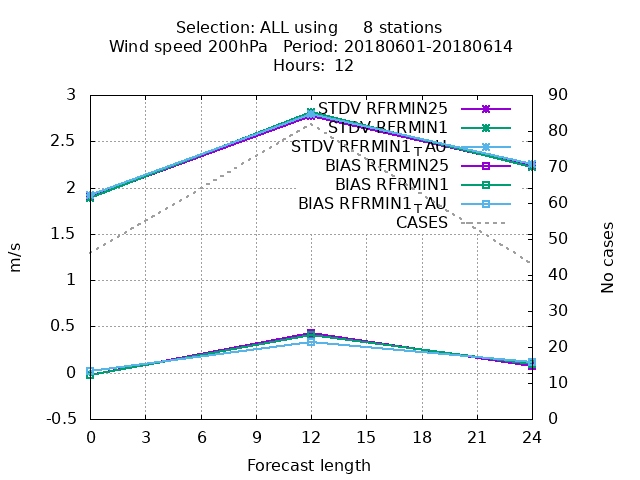 Selection: ALL using 8 stations
Wind speed 200hPa Period: 20180601-20180614
Hours: 12
3
2.5
2
1.5
1
0.5
0
-0.5
m/s
90
80
70
60
50
40
30
20
10
0
No cases
STDV RFRMIN25
STDV RFRMIN1
STDV RFRMIN1TAU
BIAS RFRMIN25
BIAS RFRMIN1
BIAS RFRMIN1TAU
CASES
0 3 6 9 12 15 18 21 24
Forecast length